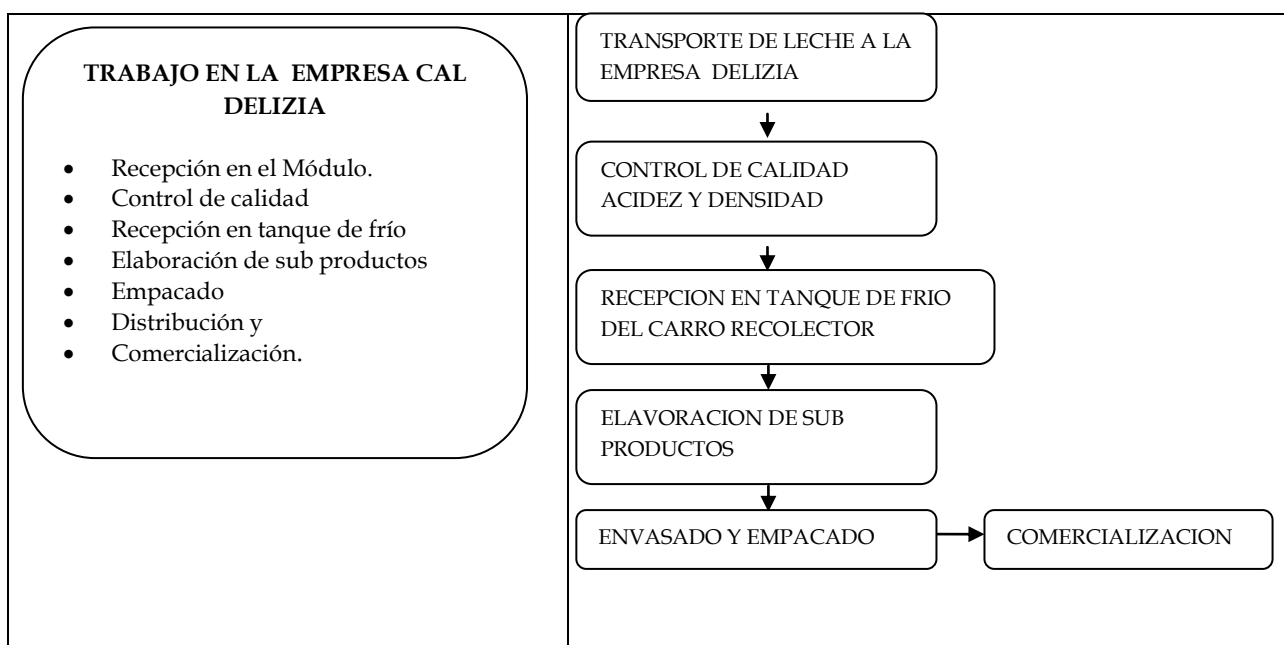 TRABAJO EN LA EMPRESA CAL
DELIZIA
• Recepción en el Módulo.
• Control de calidad
• Recepción en tanque de frío
• Elaboración de sub productos
• Empacado
• Distribución y
• Comercialización.
TRANSPORTE DE LECHE A LA
EMPRESA DELIZIA
CONTROL DE CALIDAD
ACIDEZ Y DENSIDAD
RECEPCION EN TANQUE DE FRIO
DEL CARRO RECOLECTOR
ELAVORACION DE SUB
PRODUCTOS
ENVASADO Y EMPACADO
COMERCIALIZACION